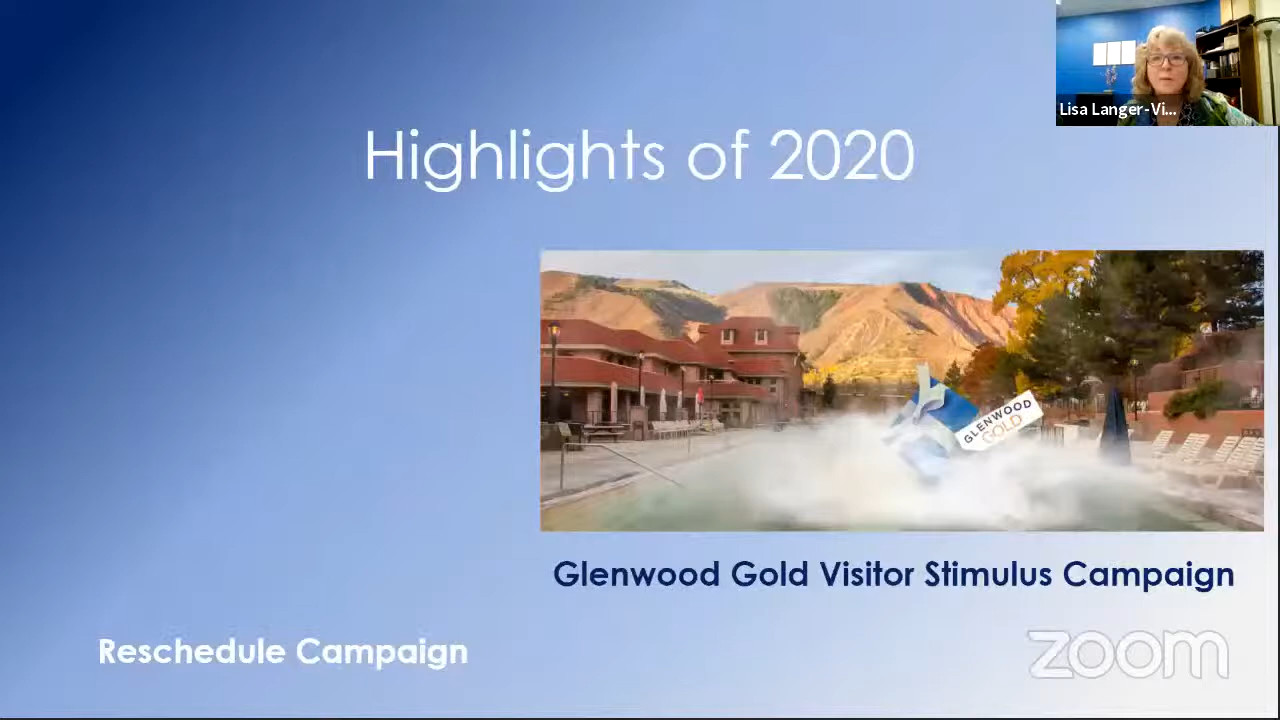 Lisa Langer-Vi...
Highlights of 2020
GLENWOOD
GOLD
Glenwood Gold Visitor Stimulus Campaign
Reschedule Campaign
zoom